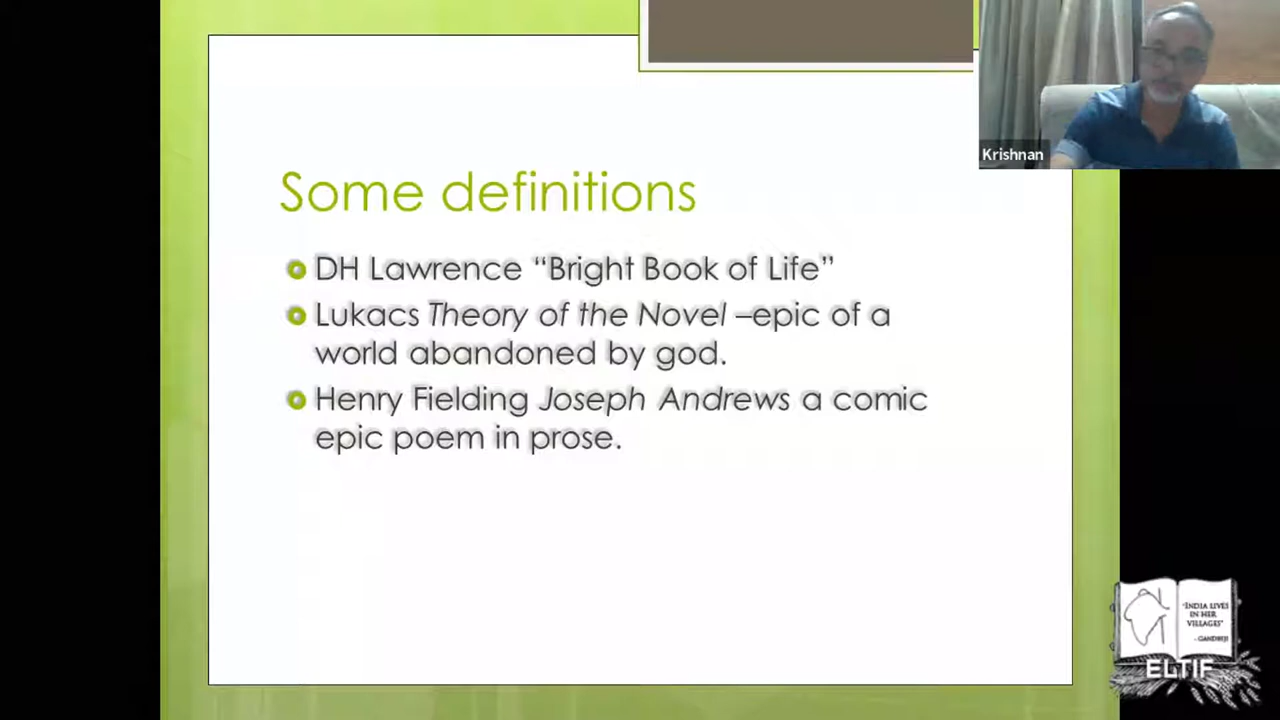 Krishnan
Some definitions
DH Lawrence “Bright Book of Life”
Lukacs Theory of the Novel –epic of a
world abandoned by god.
Henry Fielding Joseph Andrews a comic
epic poem in prose.
"INDIA LIVES
IN HER
VILLAGES"
- GANDHIJI
ELTIF